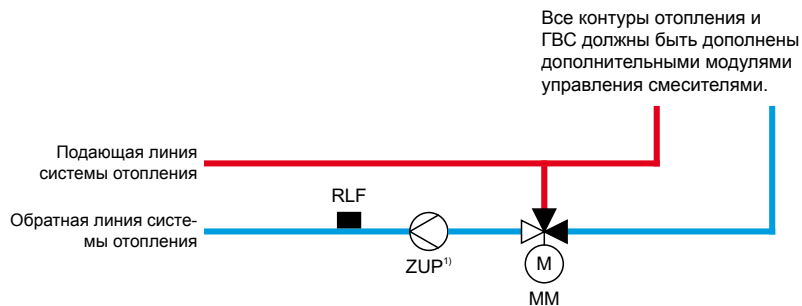 Все контуры отопления и
ГВС должны быть дополнены
дополнительными модулями
управления смесителями.
Подающая линия
системы отопления
RLF
Обратная линия систе-
мы отопления
ZUP¹⁾
M
MM